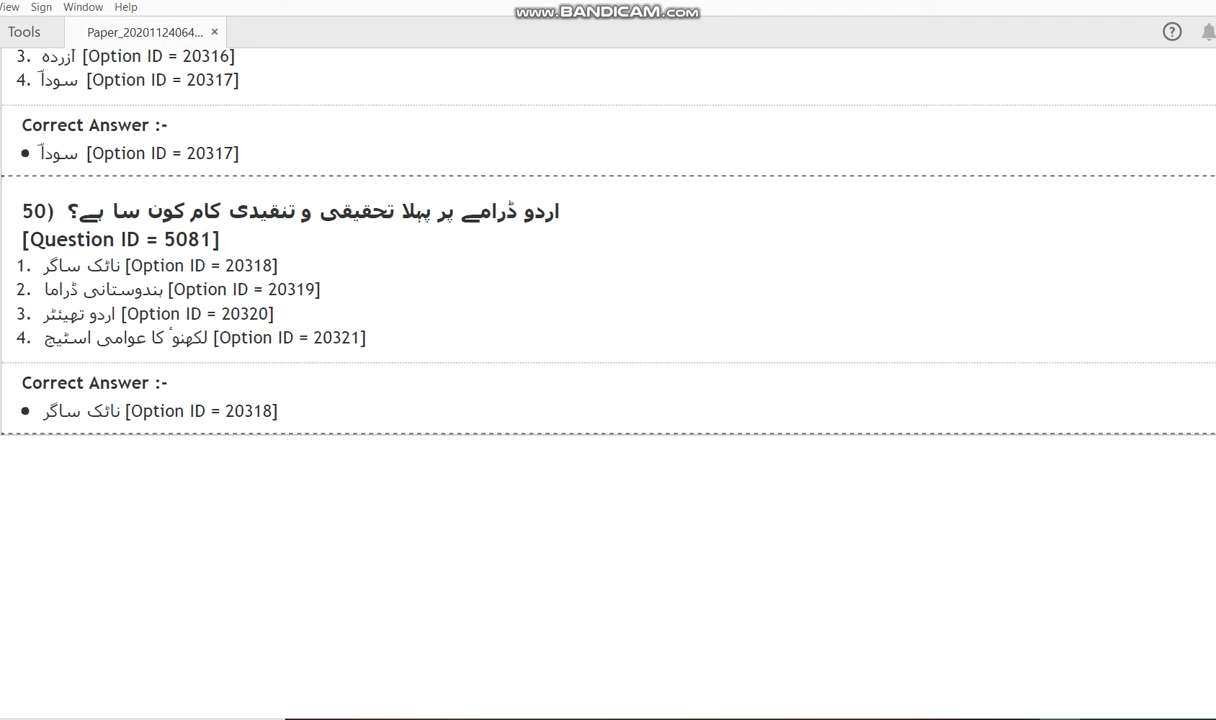 View Sign Window Help
www.BANDICAM.com
Tools Paper_20201124064... ×
3. آزردہ [Option ID = 20316]
4. سوداؔ [Option ID = 20317]
Correct Answer :-
• سوداؔ [Option ID = 20317]
50) اردو ڈرامے پر پہلا تحقیقی و تنقیدی کام کون سا ہے؟
[Question ID = 5081]
1. ناٹک ساگر [Option ID = 20318]
2. ہندوستانی ڈراما [Option ID = 20319]
3. اردو تھیئٹر [Option ID = 20320]
4. لکھنوٴ کا عوامی اسٹیج [Option ID = 20321]
Correct Answer :-
• ناٹک ساگر [Option ID = 20318]